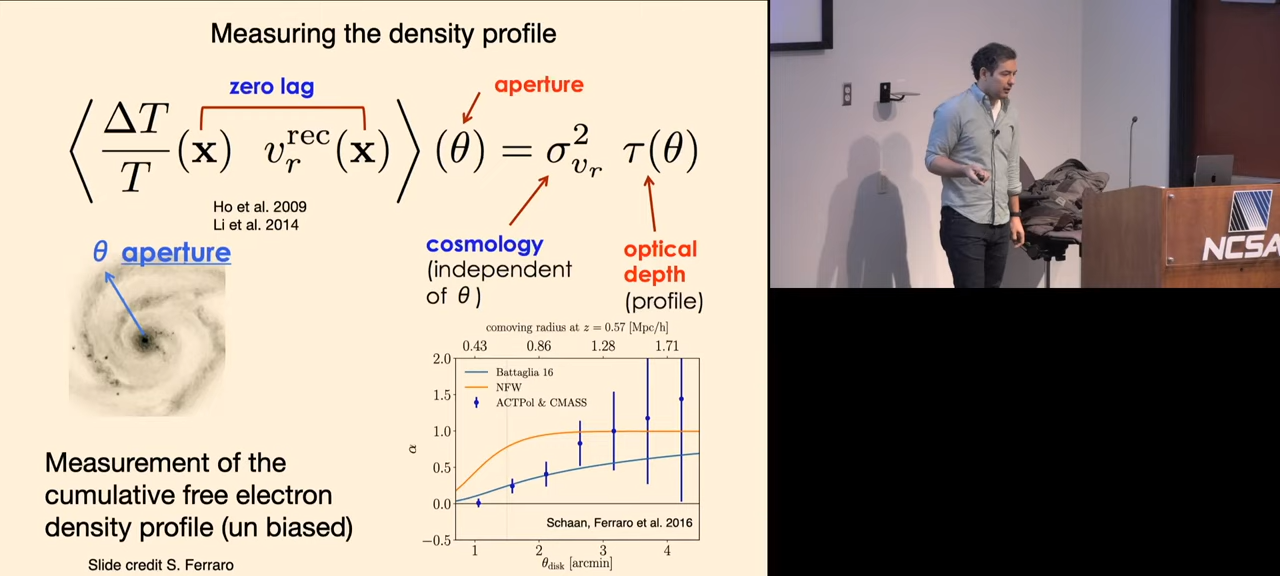 Measuring the density profile
zero lag
aperture
⟨ ΔT/T (x) v_r^rec (x) ⟩ (θ) = σ²_{v_r} τ(θ)
Ho et al. 2009
Li et al. 2014
θ aperture
cosmology
(independent
of θ)
optical
depth
(profile)
comoving radius at z = 0.57 [Mpc/h]
0.43 0.86 1.28 1.71
2.0
1.5
1.0
0.5
0.0
−0.5
α
Battaglia 16
NFW
ACTPol & CMASS
Schaan, Ferraro et al. 2016
1 2 3 4
θ_disk [arcmin]
Measurement of the
cumulative free electron
density profile (un biased)
Slide credit S. Ferraro
NCSA